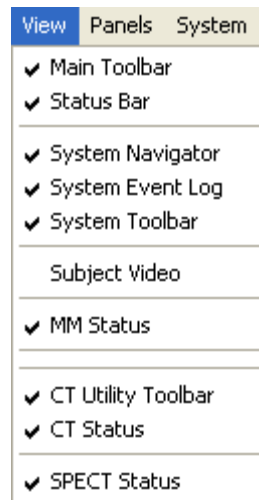 View Panels System
Main Toolbar
Status Bar
System Navigator
System Event Log
System Toolbar
Subject Video
MM Status
CT Utility Toolbar
CT Status
SPECT Status